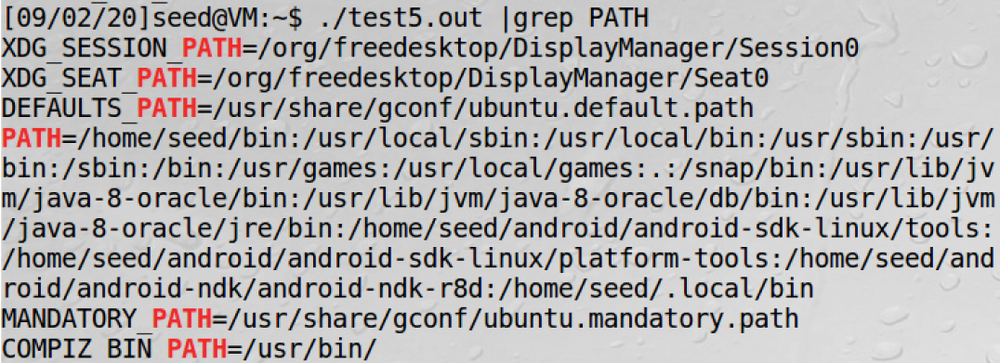 [09/02/20]seed@VM:~$ ./test5.out |grep PATH
XDG_SESSION_PATH=/org/freedesktop/DisplayManager/Session0
XDG_SEAT_PATH=/org/freedesktop/DisplayManager/Seat0
DEFAULTS_PATH=/usr/share/gconf/ubuntu.default.path
PATH=/home/seed/bin:/usr/local/sbin:/usr/local/bin:/usr/sbin:/usr/
bin:/sbin:/bin:/usr/games:/usr/local/games:.:/snap/bin:/usr/lib/jv
m/java-8-oracle/bin:/usr/lib/jvm/java-8-oracle/db/bin:/usr/lib/jvm
/java-8-oracle/jre/bin:/home/seed/android/android-sdk-linux/tools:
/home/seed/android/android-sdk-linux/platform-tools:/home/seed/and
roid/android-ndk/android-ndk-r8d:/home/seed/.local/bin
MANDATORY_PATH=/usr/share/gconf/ubuntu.mandatory.path
COMPIZ_BIN_PATH=/usr/bin/